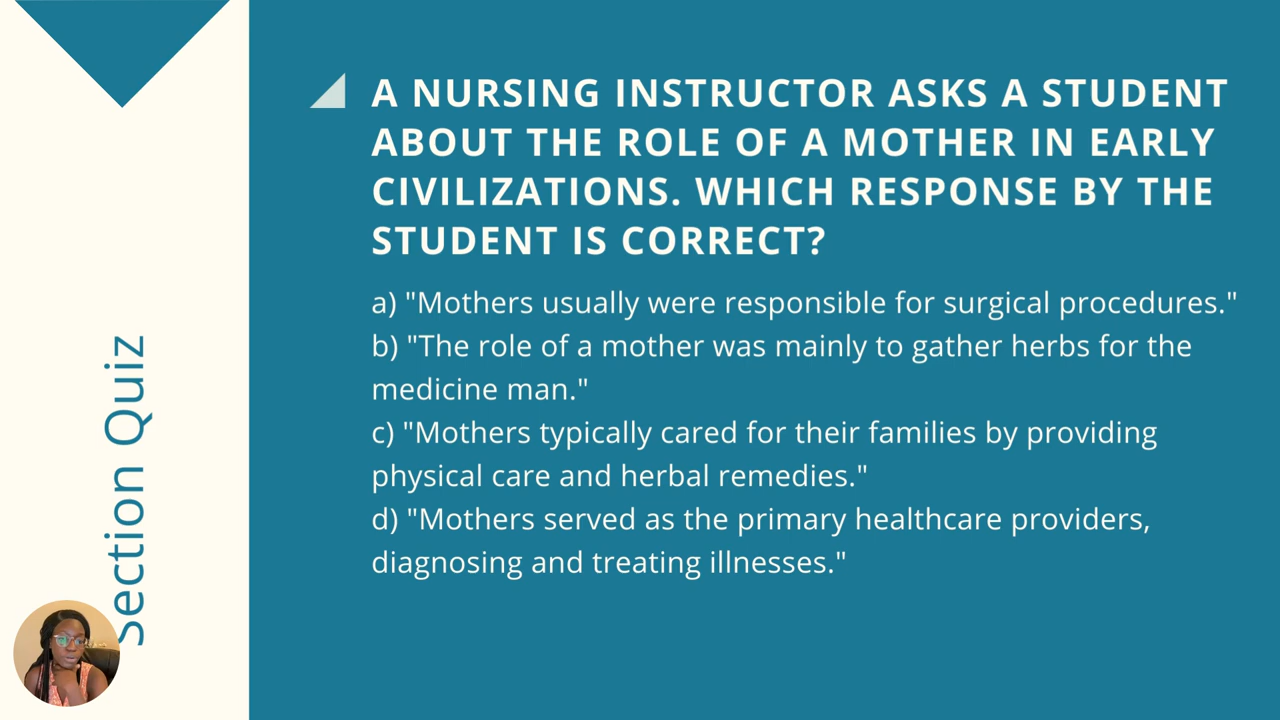 A NURSING INSTRUCTOR ASKS A STUDENT
ABOUT THE ROLE OF A MOTHER IN EARLY
CIVILIZATIONS. WHICH RESPONSE BY THE
STUDENT IS CORRECT?
a) "Mothers usually were responsible for surgical procedures."
b) "The role of a mother was mainly to gather herbs for the
medicine man."
c) "Mothers typically cared for their families by providing
physical care and herbal remedies."
d) "Mothers served as the primary healthcare providers,
diagnosing and treating illnesses."
Section Quiz